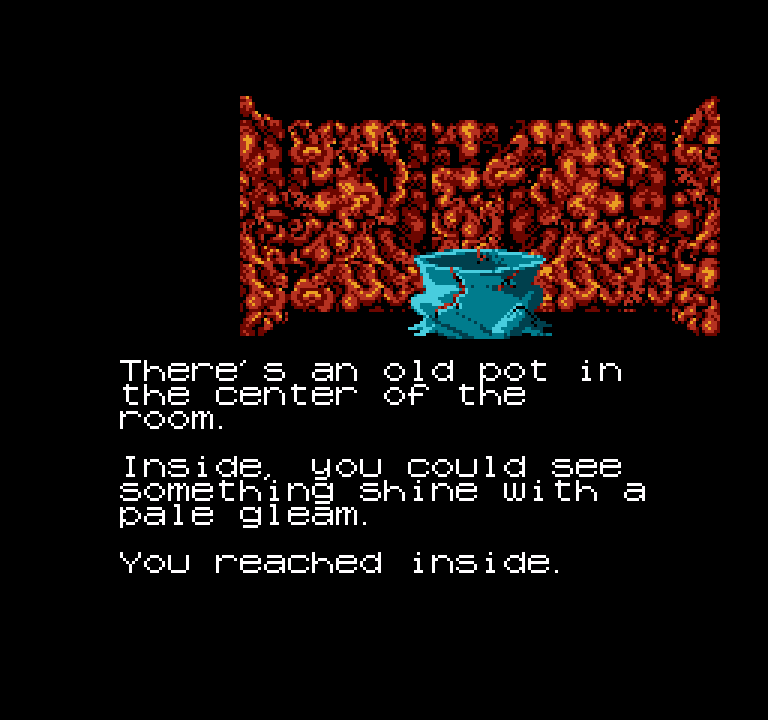 There's an old pot in
the center of the
room.
Inside, you could see
something shine with a
pale gleam.
You reached inside.